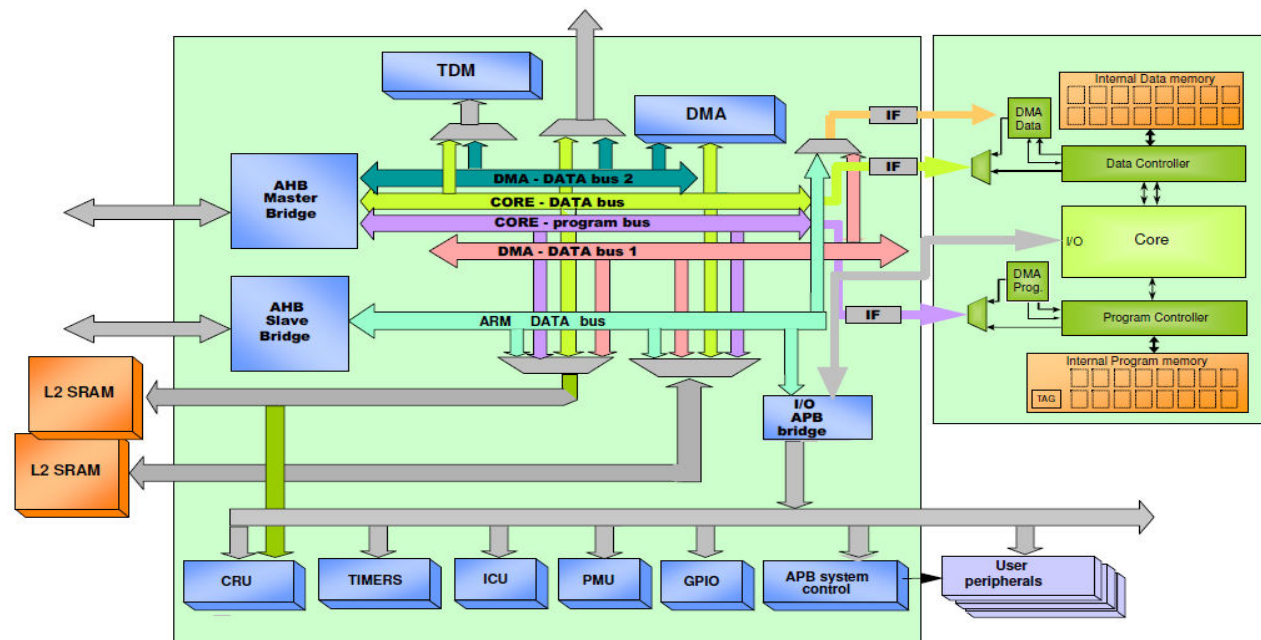 TDM
DMA
AHB
Master
Bridge
DMA - DATA bus 2
CORE - DATA bus
CORE - program bus
DMA - DATA bus 1
AHB
Slave
Bridge
ARM DATA bus
L2 SRAM
L2 SRAM
I/O
APB
bridge
CRU
TIMERS
ICU
PMU
GPIO
APB system
control
User
peripherals
IF
IF
IF
Internal Data memory
DMA
Data
Data Controller
I/O
Core
DMA
Prog.
Program Controller
Internal Program memory
TAG